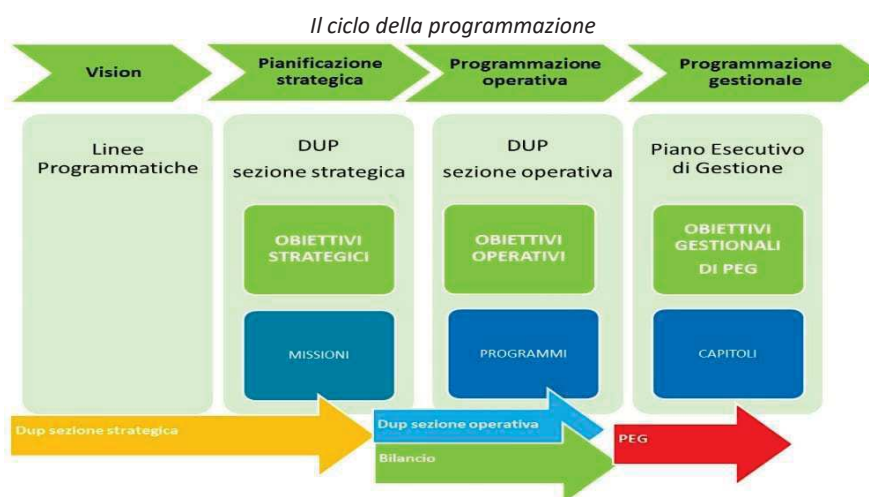 Il ciclo della programmazione
Vision
Pianificazione
strategica
Programmazione
operativa
Programmazione
gestionale
Linee
Programmatiche
DUP
sezione strategica
DUP
sezione operativa
Piano Esecutivo
di Gestione
OBIETTIVI
STRATEGICI
OBIETTIVI
OPERATIVI
OBIETTIVI
GESTIONALI
DI PEG
MISSIONI
PROGRAMMI
CAPITOLI
Dup sezione strategica
Dup sezione operativa
Bilancio
PEG